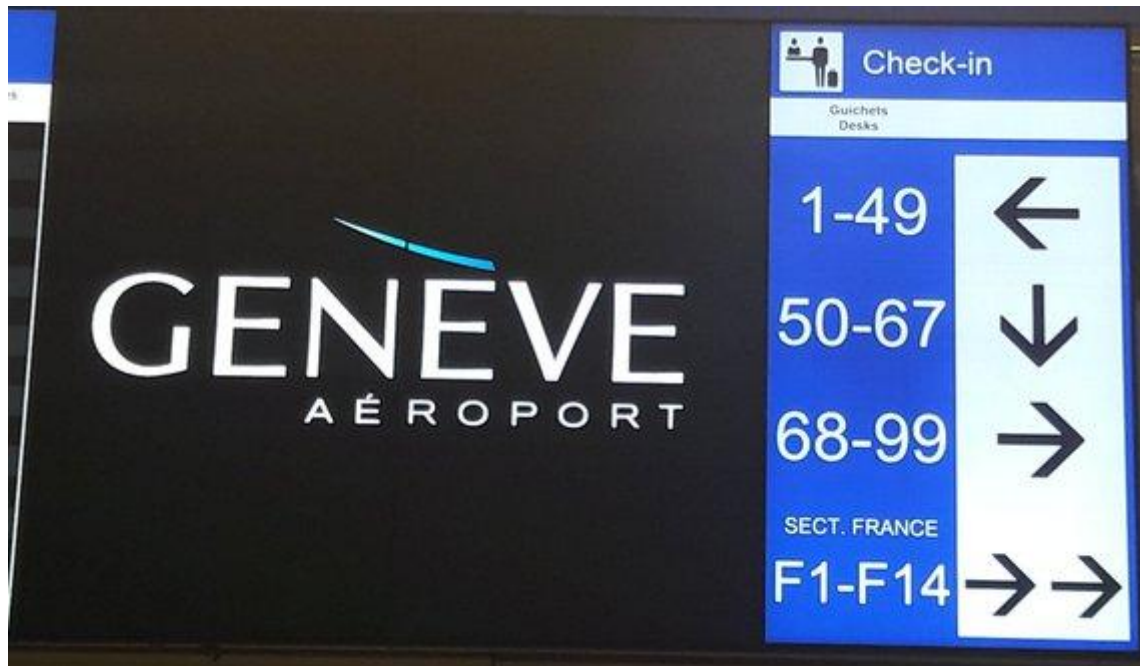 GENÈVE
AÉROPORT
Check-in
Guichets
Desks
1-49 ←
50-67 ↓
68-99 →
SECT. FRANCE
F1-F14 →→